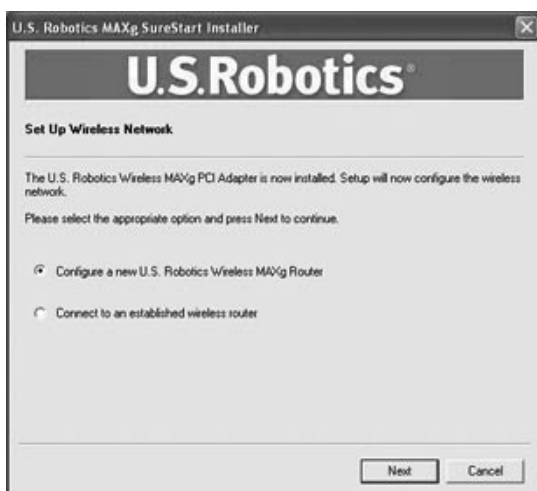 U.S. Robotics MAXg SureStart Installer
U.S.Robotics®
Set Up Wireless Network
The U.S. Robotics Wireless MAXg PCI Adapter is now installed. Setup will now configure the wireless
network.
Please select the appropriate option and press Next to continue.
Configure a new U.S. Robotics Wireless MAXg Router
Connect to an established wireless router
Next Cancel